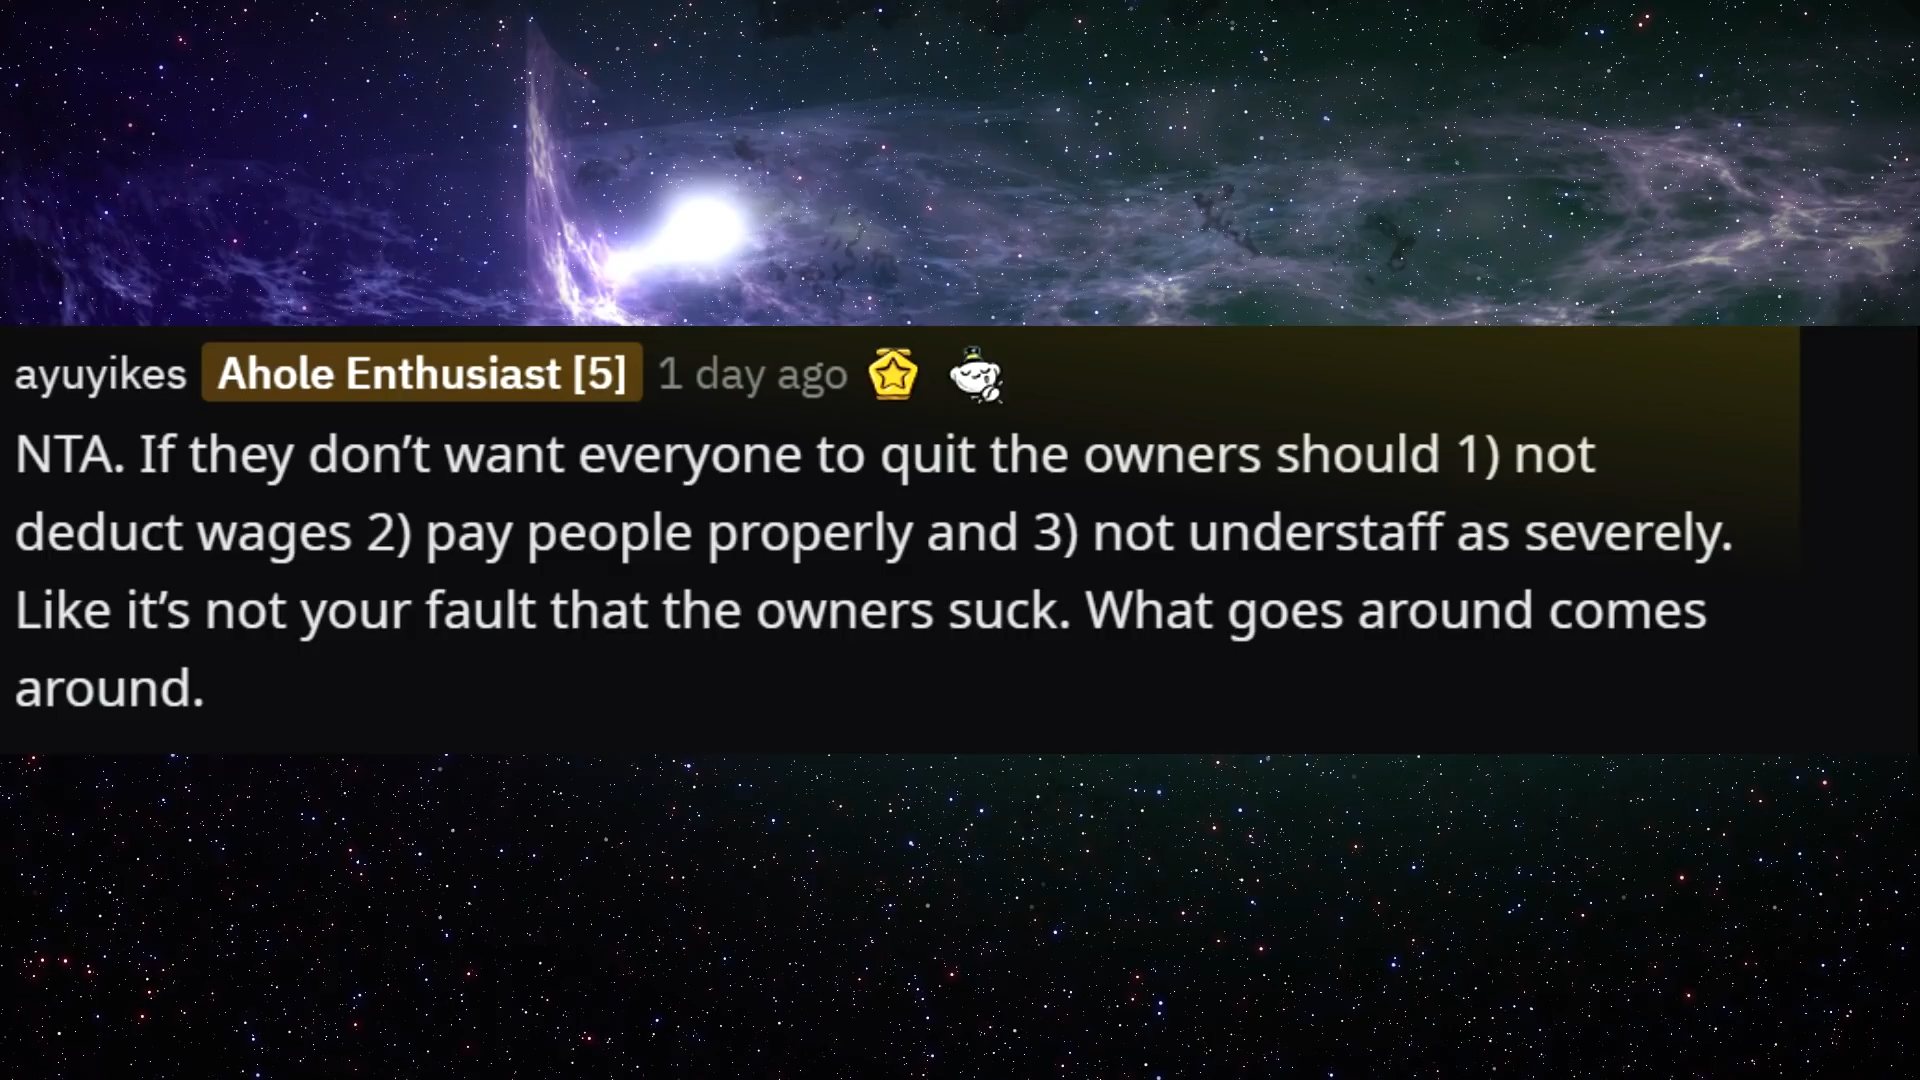 ayuyikes Ahole Enthusiast [5] 1 day ago
NTA. If they don’t want everyone to quit the owners should 1) not
deduct wages 2) pay people properly and 3) not understaff as severely.
Like it’s not your fault that the owners suck. What goes around comes
around.